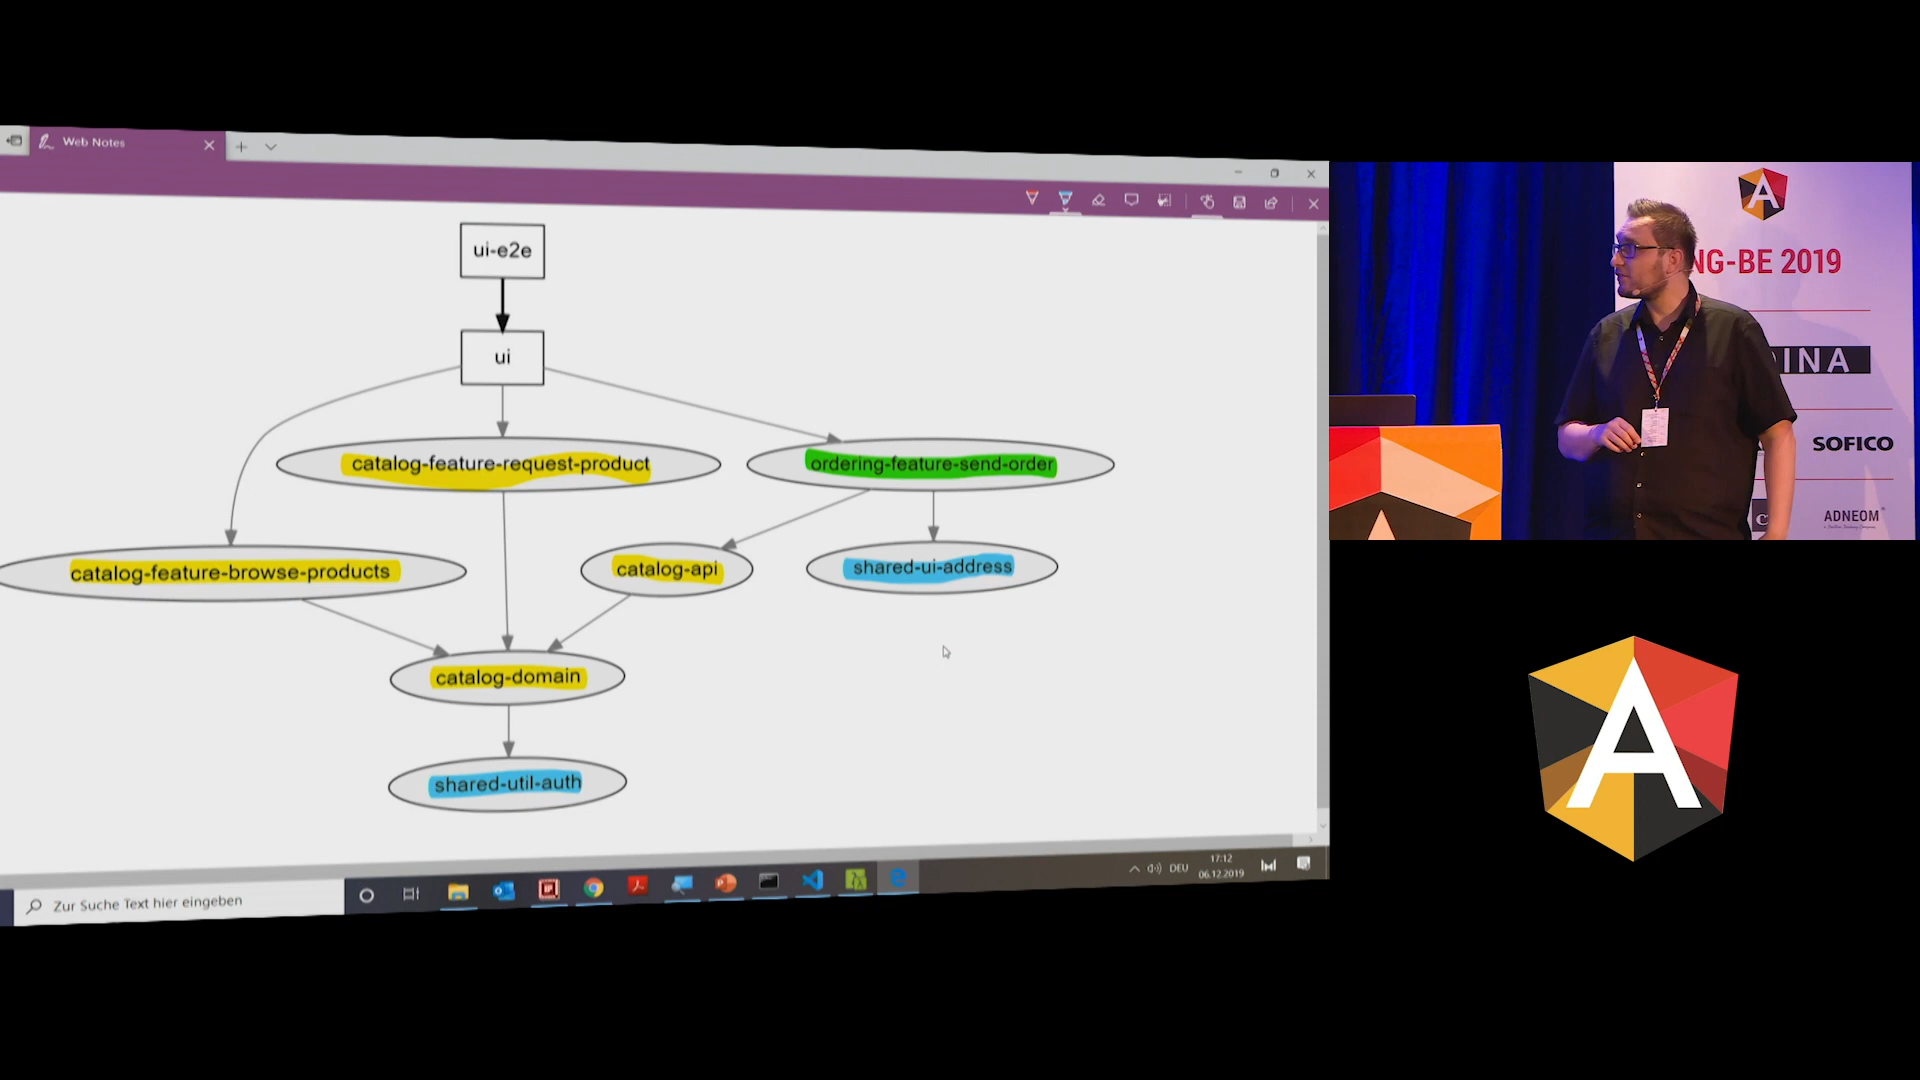 Web Notes
ui-e2e
ui
catalog-feature-request-product
ordering-feature-send-order
catalog-feature-browse-products
catalog-api
shared-ui-address
catalog-domain
shared-util-auth
Zur Suche Text hier eingeben
DEU
17:12
06.12.2019
A
NG-BE 2019
INA
SOFICO
ADNEOM
A